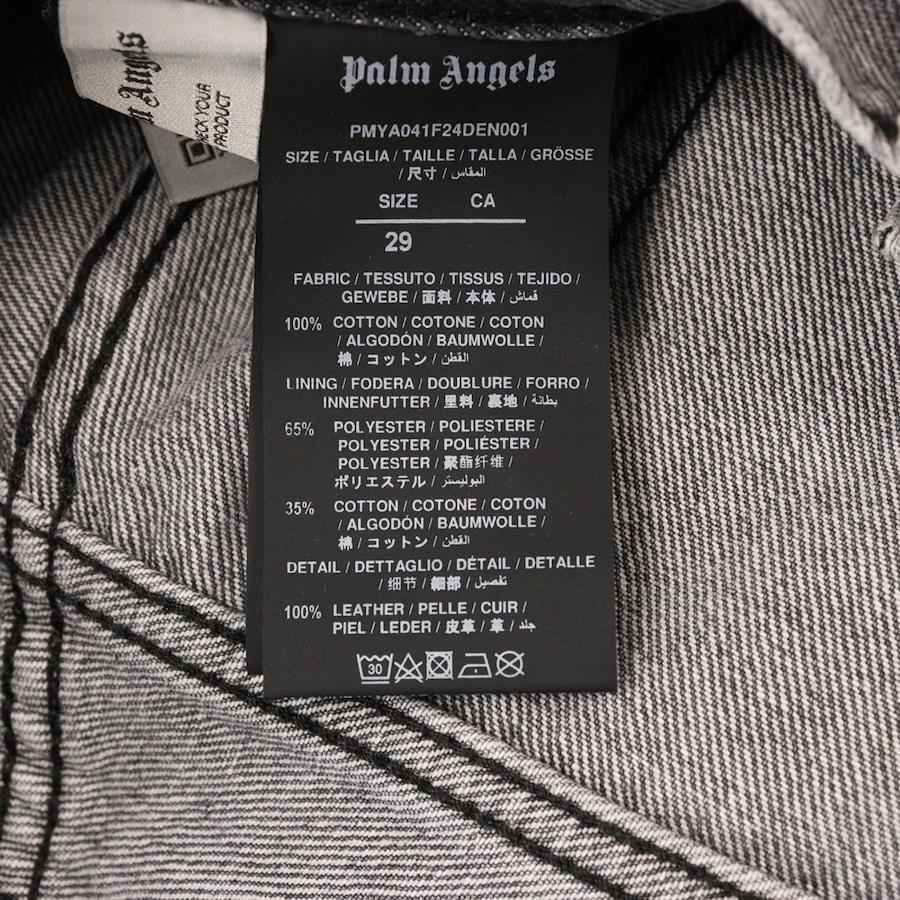 m Angels
CHECK YOUR
PRODUCT
Palm Angels
PMYA041F24DEN001
SIZE / TAGLIA / TAILLE / TALLA / GRÖSSE
/ 尺寸 / المقاس /
SIZE CA
29
FABRIC / TESSUTO / TISSUS / TEJIDO /
GEWEBE / 面料 / 本体 / قماش /
100% COTTON / COTONE / COTON
/ ALGODÓN / BAUMWOLLE /
棉 / コットン / القطن /
LINING / FODERA / DOUBLURE / FORRO /
INNENFUTTER / 里料 / 裏地 / بطانة /
65% POLYESTER / POLIESTERE /
POLYESTER / POLIÉSTER /
POLYESTER / 聚酯纤维 /
ポリエステル / البوليستر /
35% COTTON / COTONE / COTON
/ ALGODÓN / BAUMWOLLE /
棉 / コットン / القطن /
DETAIL / DETTAGLIO / DÉTAIL / DETALLE
/ 细节 / 細部 / تفصيل /
100% LEATHER / PELLE / CUIR /
PIEL / LEDER / 皮革 / 革 / جلد /
30